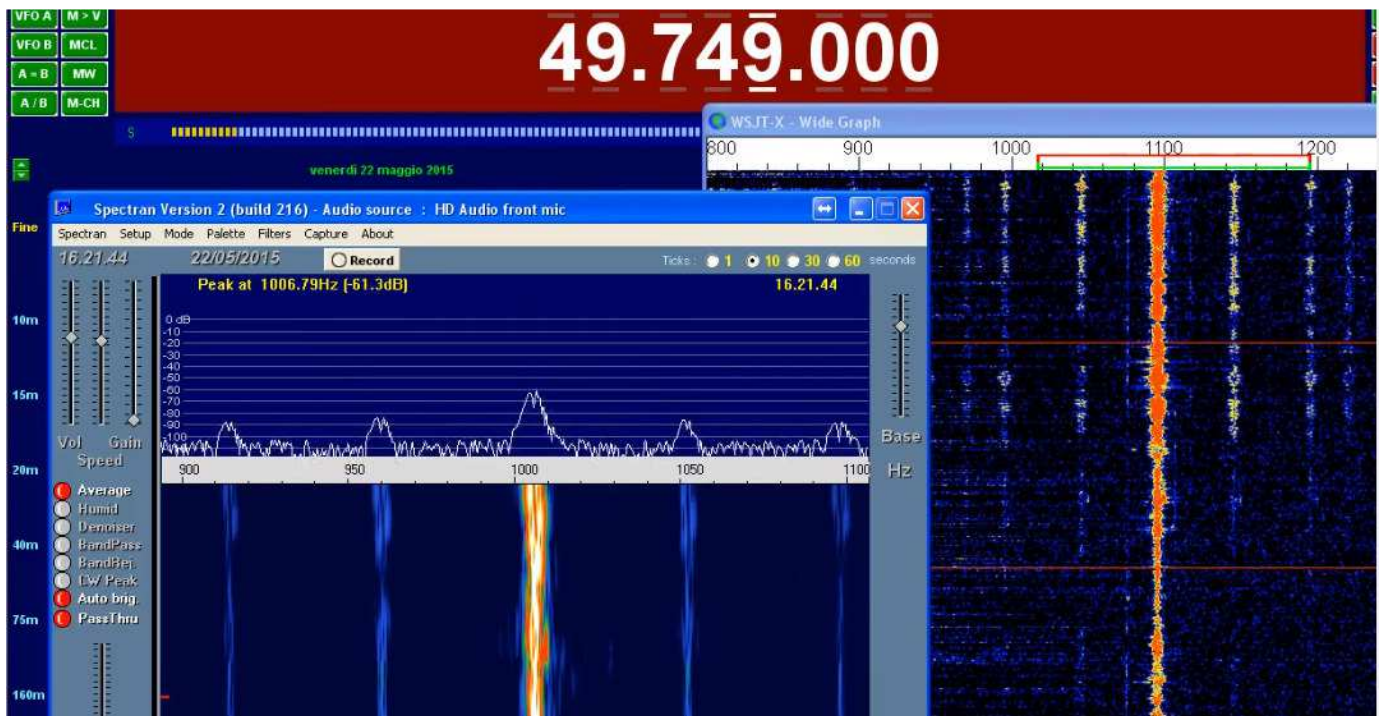 VFO A M > V
VFO B MCL
A = B MW
A / B M-CH
49.749.000
S
venerdì 22 maggio 2015
WSJT-X - Wide Graph
800 900 1000 1100 1200
Spectran Version 2 (build 216) - Audio source : HD Audio front mic
Spectran Setup Mode Palette Filters Capture About
16.21.44 22/05/2015 Record Ticks : 1 10 30 60 seconds
Peak at 1006.79Hz (-61.3dB) 16.21.44
0 dB
-10
-20
-30
-40
-50
-60
-70
-80
-90
-100
Vol Gain
Speed
Base
900 950 1000 1050 1100 Hz
Average
Humid
Denoiser
BandPass
BandRej.
CW Peak
Auto brig.
PassThru
Fine
10m
15m
20m
40m
75m
160m